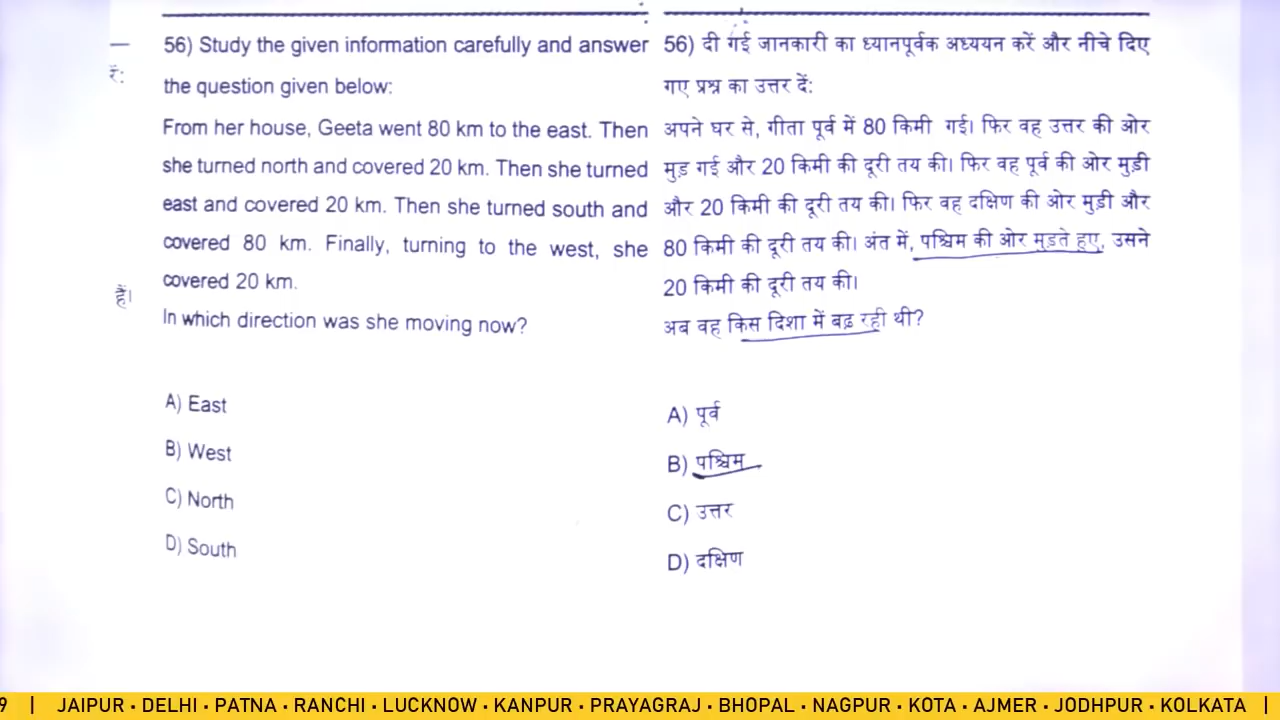 56) Study the given information carefully and answer
the question given below:
From her house, Geeta went 80 km to the east. Then
she turned north and covered 20 km. Then she turned
east and covered 20 km. Then she turned south and
covered 80 km. Finally, turning to the west, she
covered 20 km.
In which direction was she moving now?
A) East
B) West
C) North
D) South
रें:
हैं।
56) दी गई जानकारी का ध्यानपूर्वक अध्ययन करें और नीचे दिए
गए प्रश्न का उत्तर दें:
अपने घर से, गीता पूर्व में 80 किमी गई। फिर वह उत्तर की ओर
मुड़ गई और 20 किमी की दूरी तय की। फिर वह पूर्व की ओर मुड़ी
और 20 किमी की दूरी तय की। फिर वह दक्षिण की ओर मुड़ी और
80 किमी की दूरी तय की। अंत में, पश्चिम की ओर मुड़ते हुए, उसने
20 किमी की दूरी तय की।
अब वह किस दिशा में बढ़ रही थी?
A) पूर्व
B) पश्चिम
C) उत्तर
D) दक्षिण
9 | JAIPUR • DELHI • PATNA • RANCHI • LUCKNOW • KANPUR • PRAYAGRAJ • BHOPAL • NAGPUR • KOTA • AJMER • JODHPUR • KOLKATA |